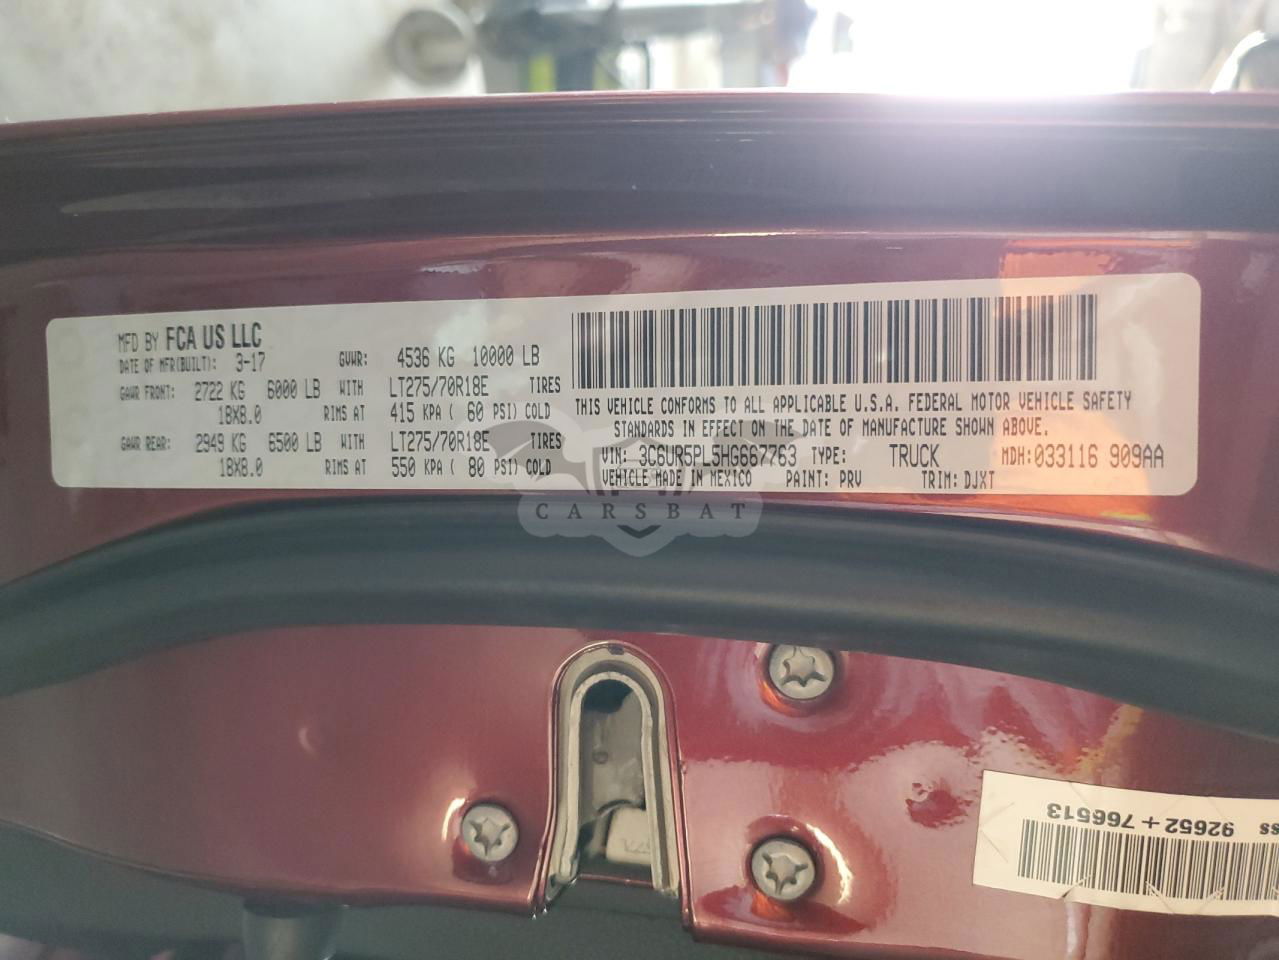 MFD BY FCA US LLC
DATE OF MFR(BUILT): 3-17 GVWR: 4536 KG 10000 LB
GAWR FRONT: 2722 KG 6000 LB WITH LT275/70R18E TIRES
18X8.0 RIMS AT 415 KPA ( 60 PSI) COLD
GAWR REAR: 2949 KG 6500 LB WITH LT275/70R18E TIRES
18X8.0 RIMS AT 550 KPA ( 80 PSI) COLD
THIS VEHICLE CONFORMS TO ALL APPLICABLE U.S.A. FEDERAL MOTOR VEHICLE SAFETY
STANDARDS IN EFFECT ON THE DATE OF MANUFACTURE SHOWN ABOVE.
VIN: 3C6UR5PL5HG667763 TYPE: TRUCK MDH: 033116 909AA
VEHICLE MADE IN MEXICO PAINT: PRV TRIM: DJXT
CARSBAT
92652 + 766513